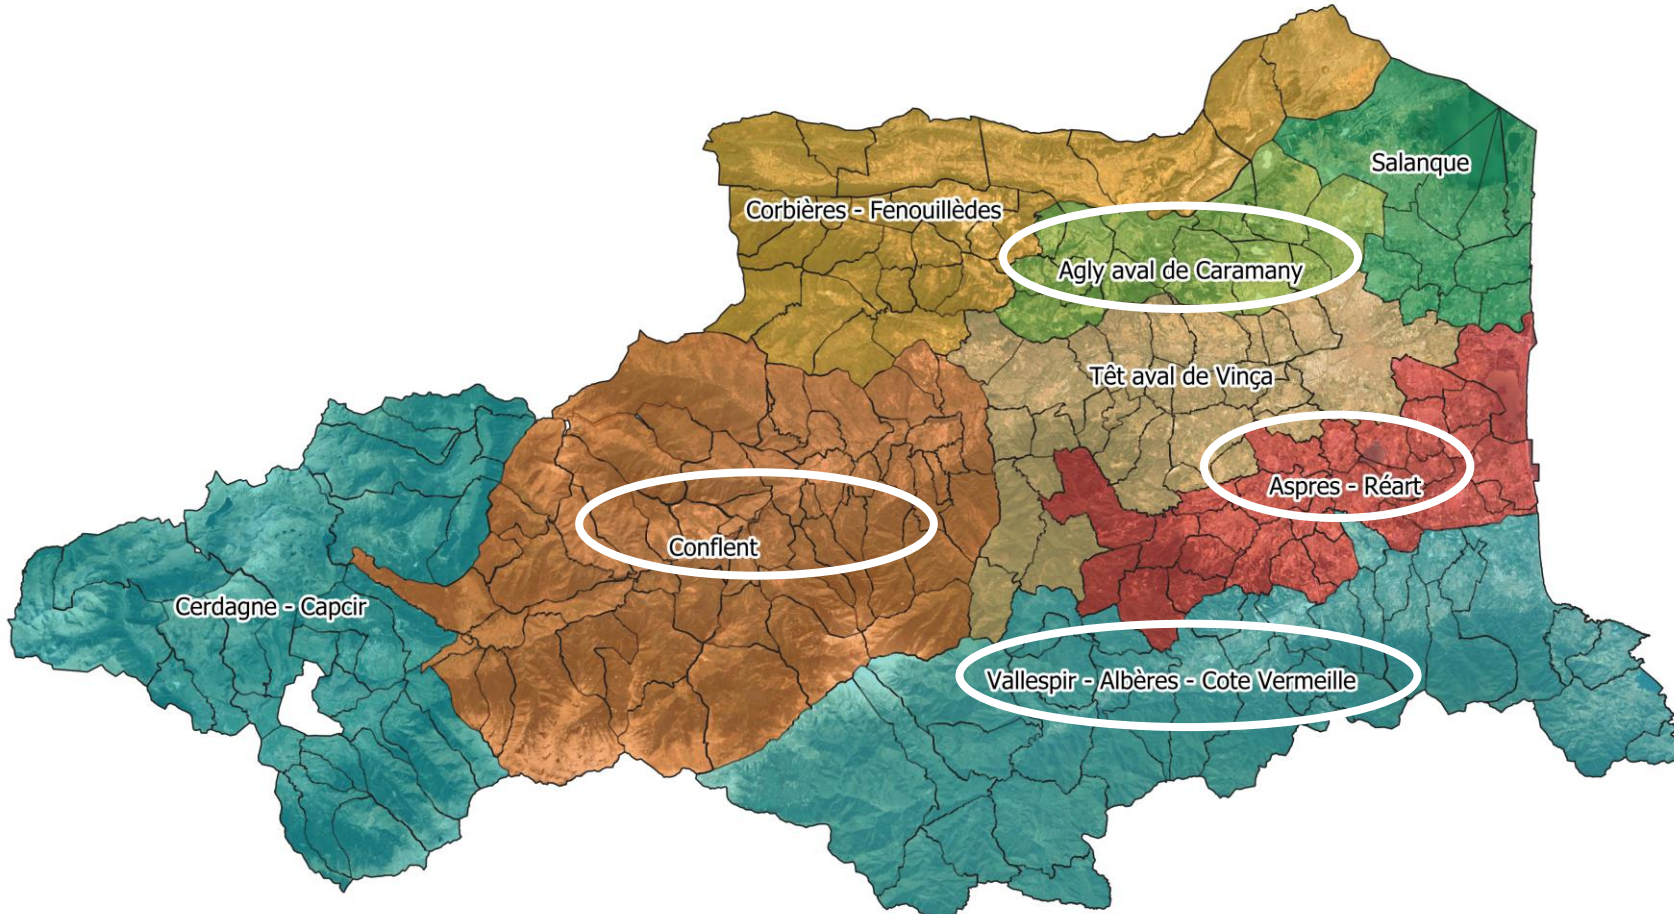 Salanque
Corbières - Fenouillèdes
Agly aval de Caramany
Têt aval de Vinça
Aspres - Réart
Conflent
Cerdagne - Capcir
Vallespir - Albères - Cote Vermeille